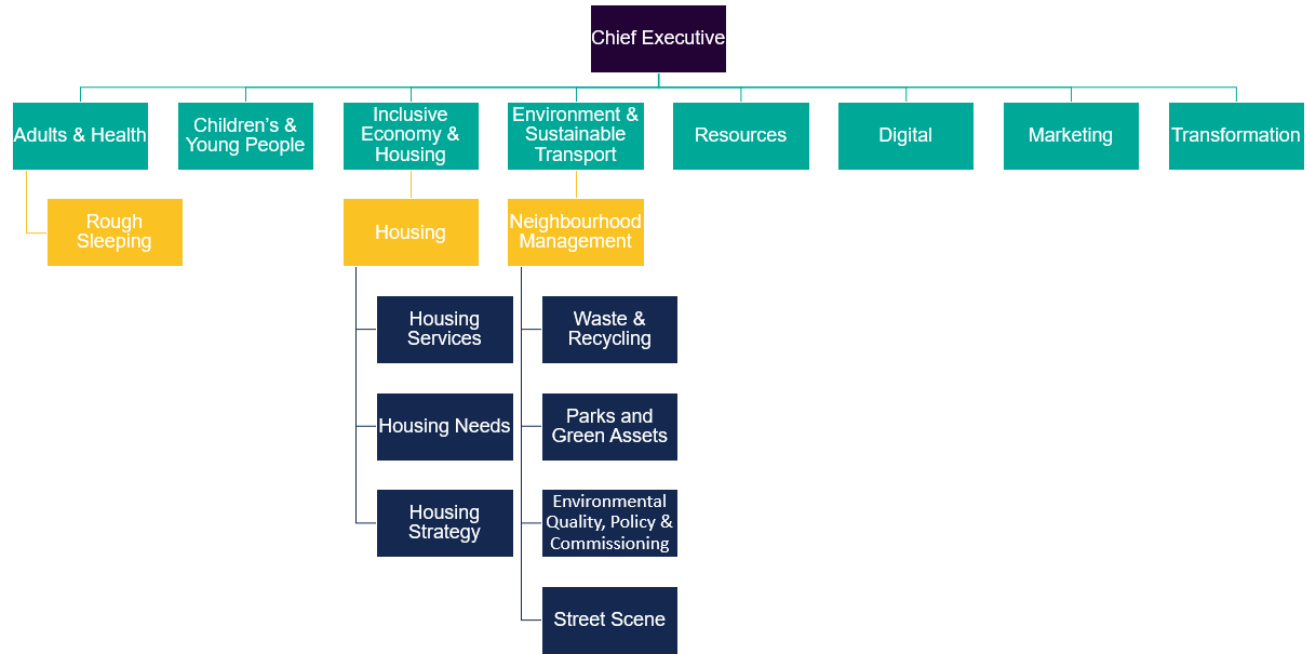 Chief Executive
Adults & Health
Children’s &
Young People
Inclusive
Economy &
Housing
Environment &
Sustainable
Transport
Resources
Digital
Marketing
Transformation
Rough
Sleeping
Housing
Neighbourhood
Management
Housing
Services
Waste &
Recycling
Housing Needs
Parks and
Green Assets
Housing
Strategy
Environmental
Quality, Policy &
Commissioning
Street Scene